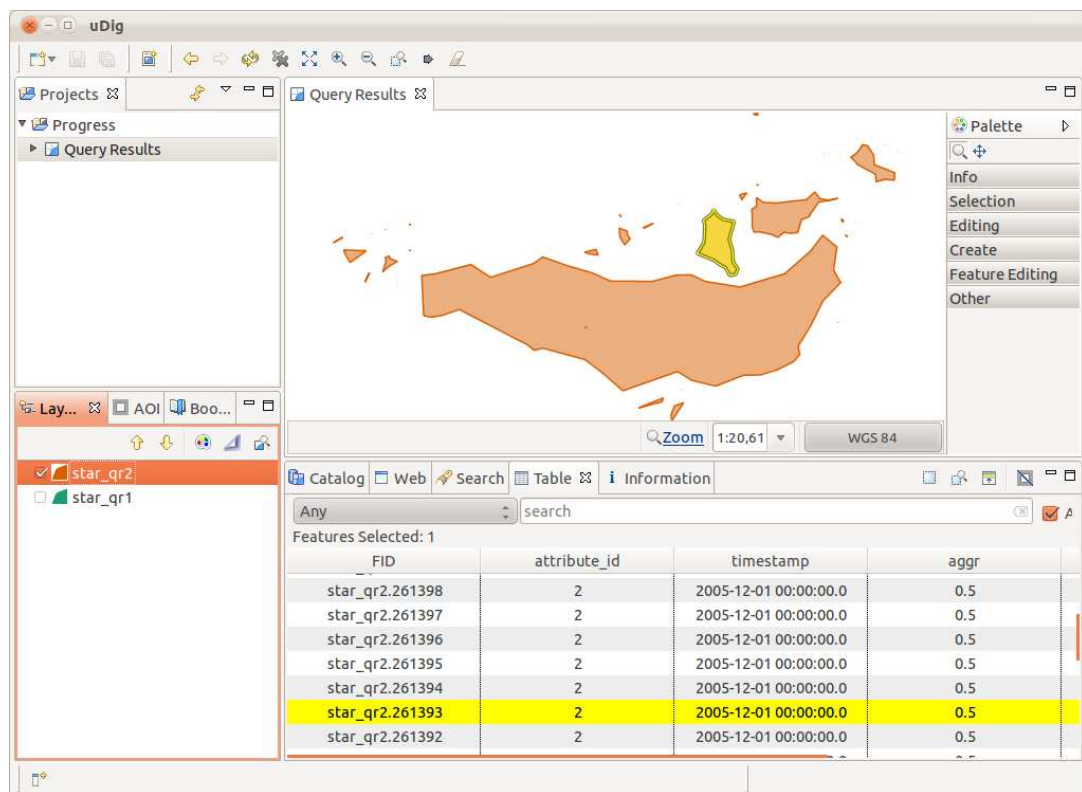 uDig
Projects
Progress
Query Results
Query Results
Palette
Info
Selection
Editing
Create
Feature Editing
Other
Zoom 1:20,61 WGS 84
Lay... AOI Boo...
star_qr2
star_qr1
Catalog Web Search Table Information
Any search A
Features Selected: 1
FID attribute_id timestamp aggr
star_qr2.261398 2 2005-12-01 00:00:00.0 0.5
star_qr2.261397 2 2005-12-01 00:00:00.0 0.5
star_qr2.261396 2 2005-12-01 00:00:00.0 0.5
star_qr2.261395 2 2005-12-01 00:00:00.0 0.5
star_qr2.261394 2 2005-12-01 00:00:00.0 0.5
star_qr2.261393 2 2005-12-01 00:00:00.0 0.5
star_qr2.261392 2 2005-12-01 00:00:00.0 0.5